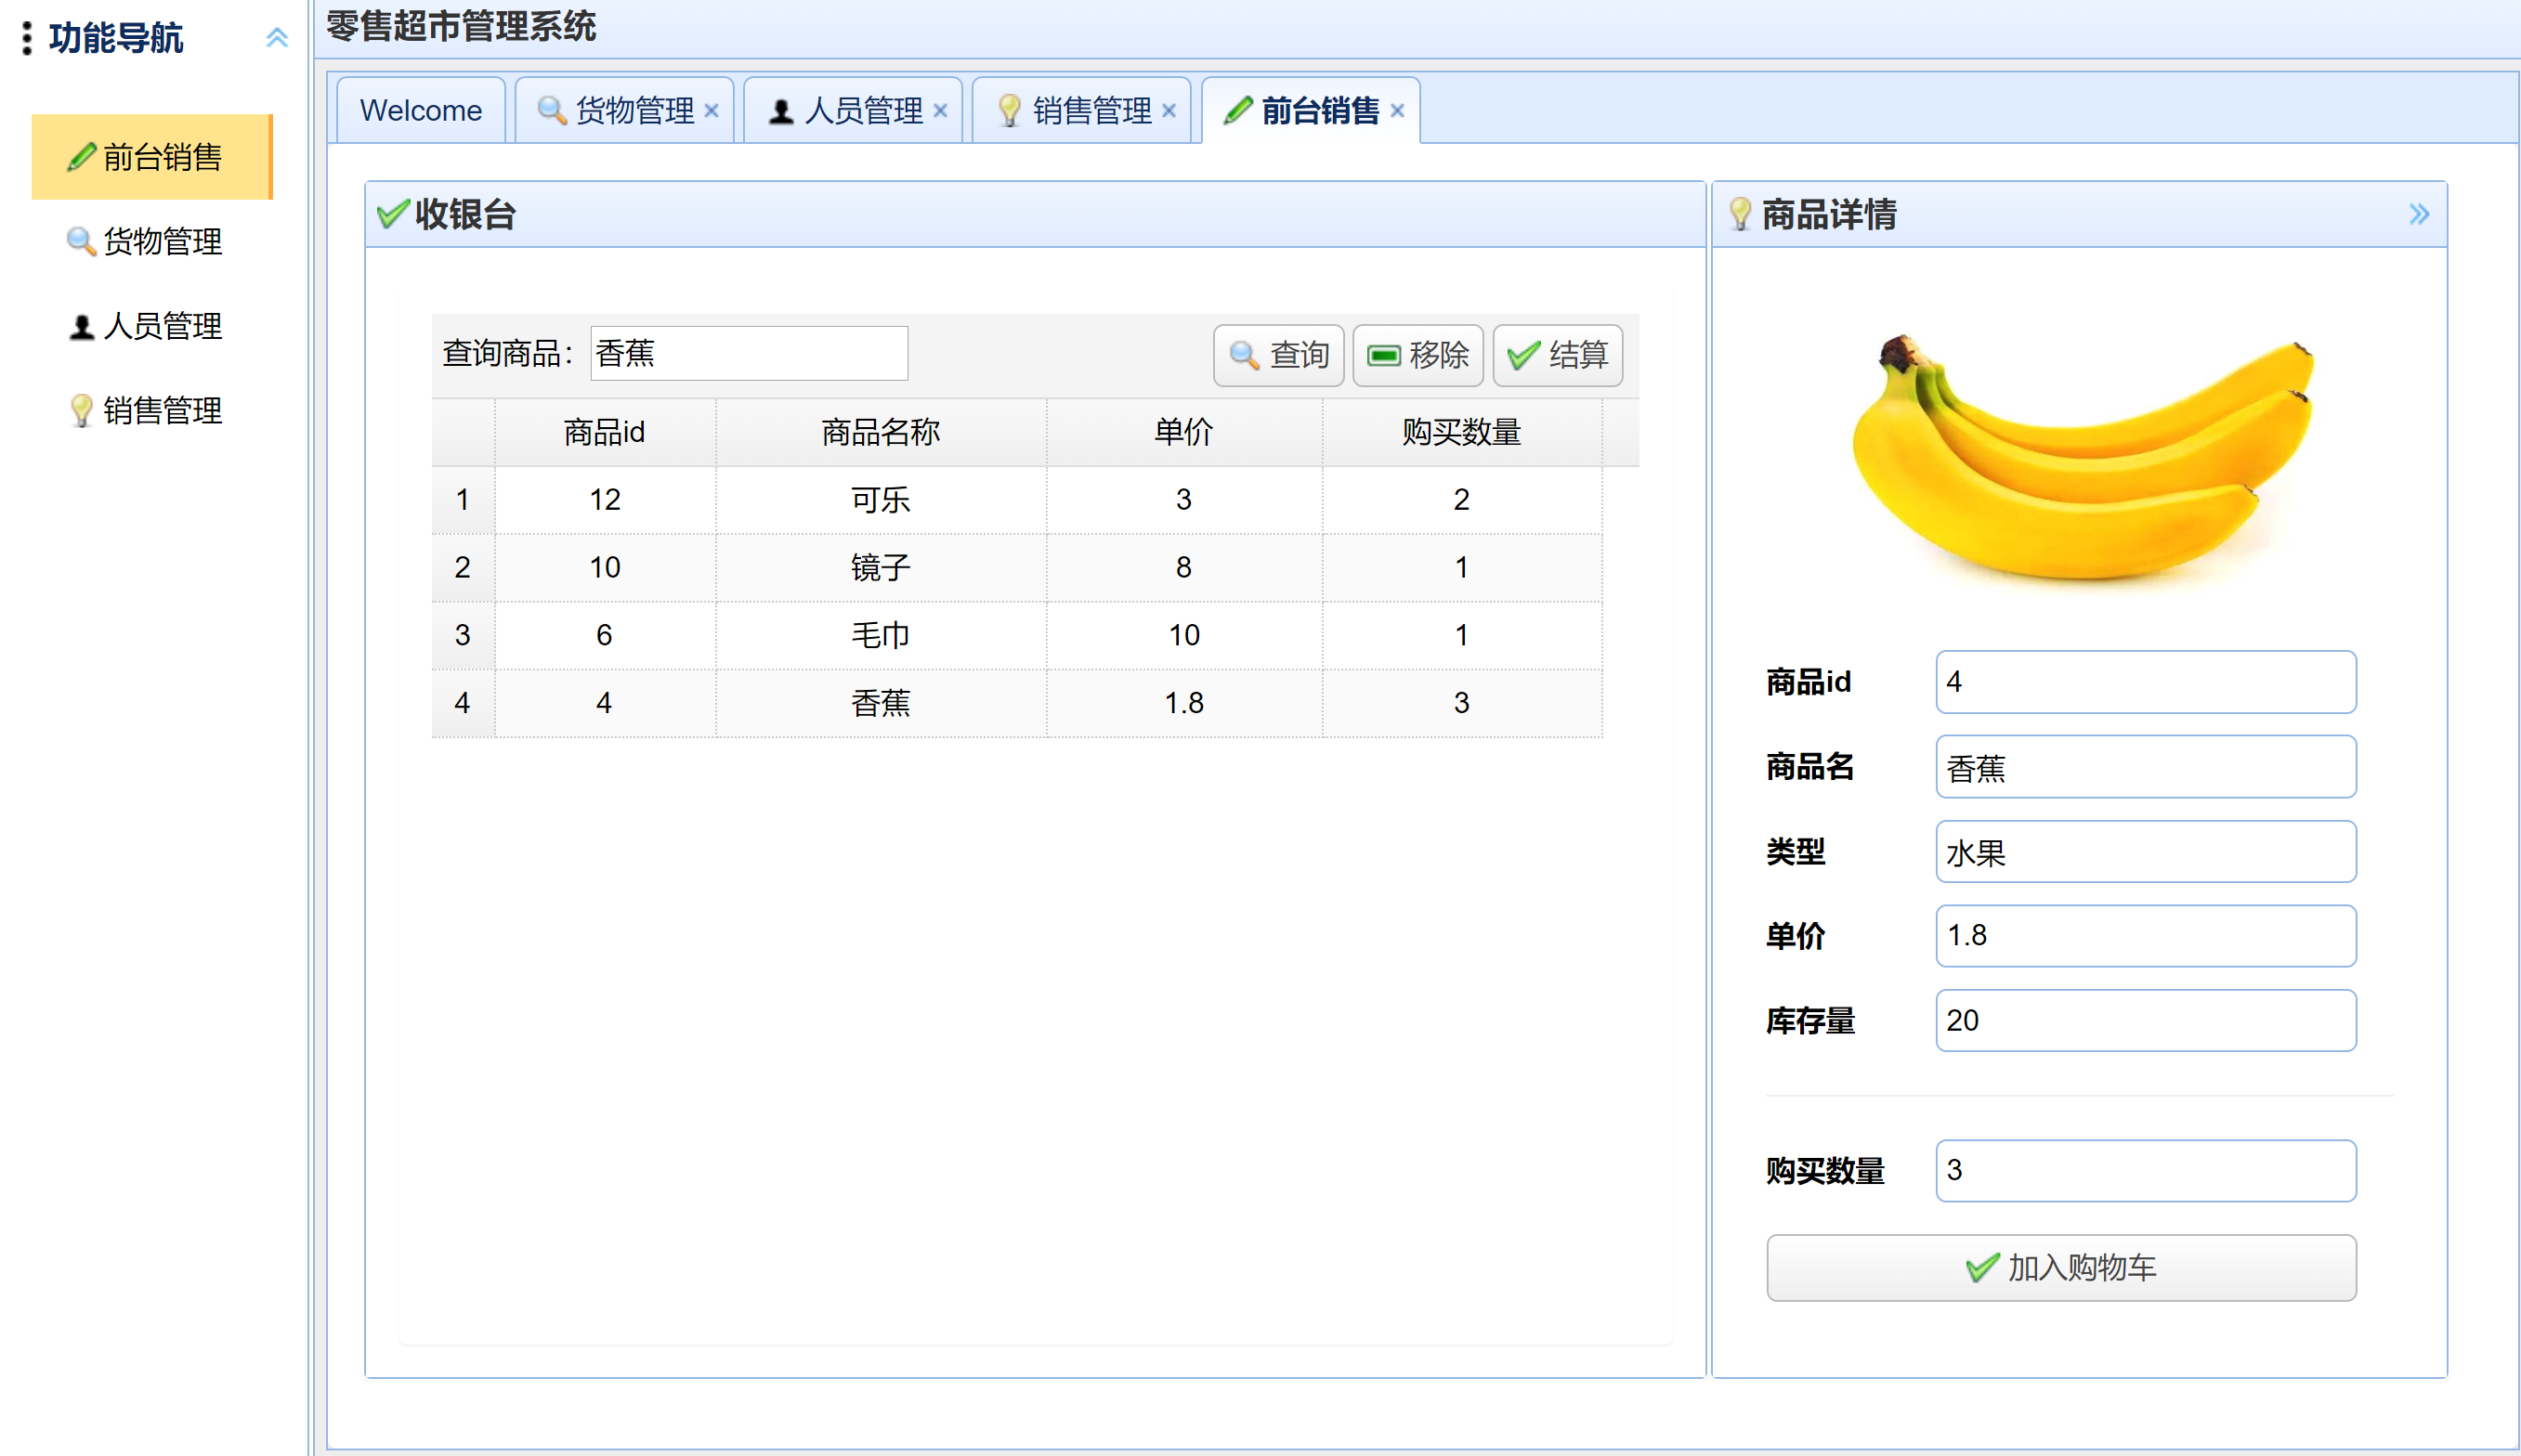 功能导航
前台销售
货物管理
人员管理
销售管理
零售超市管理系统
Welcome 货物管理 人员管理 销售管理 前台销售
收银台
查询商品： 香蕉 查询 移除 结算
商品id 商品名称 单价 购买数量
1 12 可乐 3 2
2 10 镜子 8 1
3 6 毛巾 10 1
4 4 香蕉 1.8 3
商品详情
商品id 4
商品名 香蕉
类型 水果
单价 1.8
库存量 20
购买数量 3
加入购物车